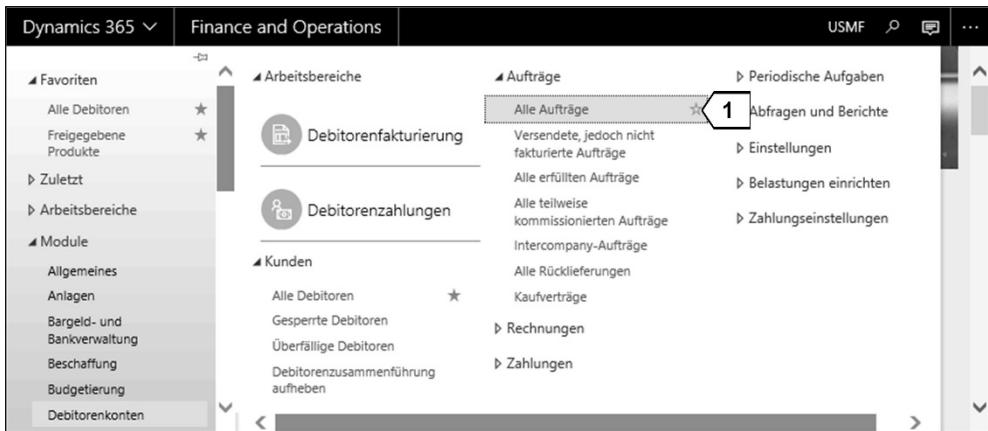 Dynamics 365
Finance and Operations
USMF
...
Favoriten
Alle Debitoren
Freigegebene
Produkte
Zuletzt
Arbeitsbereiche
Module
Allgemeines
Anlagen
Bargeld- und
Bankverwaltung
Beschaffung
Budgetierung
Debitorenkonten
Arbeitsbereiche
Debitorenfakturierung
Debitorenzahlungen
Kunden
Alle Debitoren
Gesperrte Debitoren
Überfällige Debitoren
Debitorenzusammenführung
aufheben
Aufträge
Alle Aufträge
1
Versendete, jedoch nicht
fakturierte Aufträge
Alle erfüllten Aufträge
Alle teilweise
kommissionierten Aufträge
Intercompany-Aufträge
Alle Rücklieferungen
Kaufverträge
Rechnungen
Zahlungen
Periodische Aufgaben
Abfragen und Berichte
Einstellungen
Belastungen einrichten
Zahlungseinstellungen